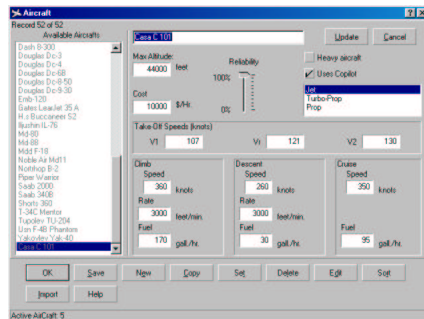 Aircraft
Record 52 of 52
Available Aircrafts
Dash 8-300
Douglas Dc-3
Douglas Dc-4
Douglas Dc-6B
Douglas Dc-8-50
Douglas Dc-9-30
Emb-120
Gates LearJet 35 A
H.s Buccaneer S2
Ilushin IL-76
Md-80
Md-88
Mdd F-18
Noble Air Md11
Northhop B-2
Piper Warrior
Saab 2000
Saab 340B
Shorts 360
T-34C Mentor
Tupolev TU-204
Usn F-4B Phantom
Yakovlev Yak-40
Casa C 101
Casa C 101
Update
Cancel
Max Altitude:
44000 feet
Cost
10000 $/Hr.
Reliability
100%
0%
Heavy aircraft
Uses Copilot
Jet
Turbo-Prop
Prop
Take-Off Speeds (knots)
V1 107 Vr 121 V2 130
Climb
Speed
360 knots
Rate
3000 feet/min.
Fuel
170 gall./hr.
Descent
Speed
260 knots
Rate
3000 feet/min.
Fuel
30 gall./hr.
Cruise
Speed
350 knots
Fuel
95 gall./hr.
OK Save New Copy Set Delete Edit Sort
Import Help
Active AirCraft: 5